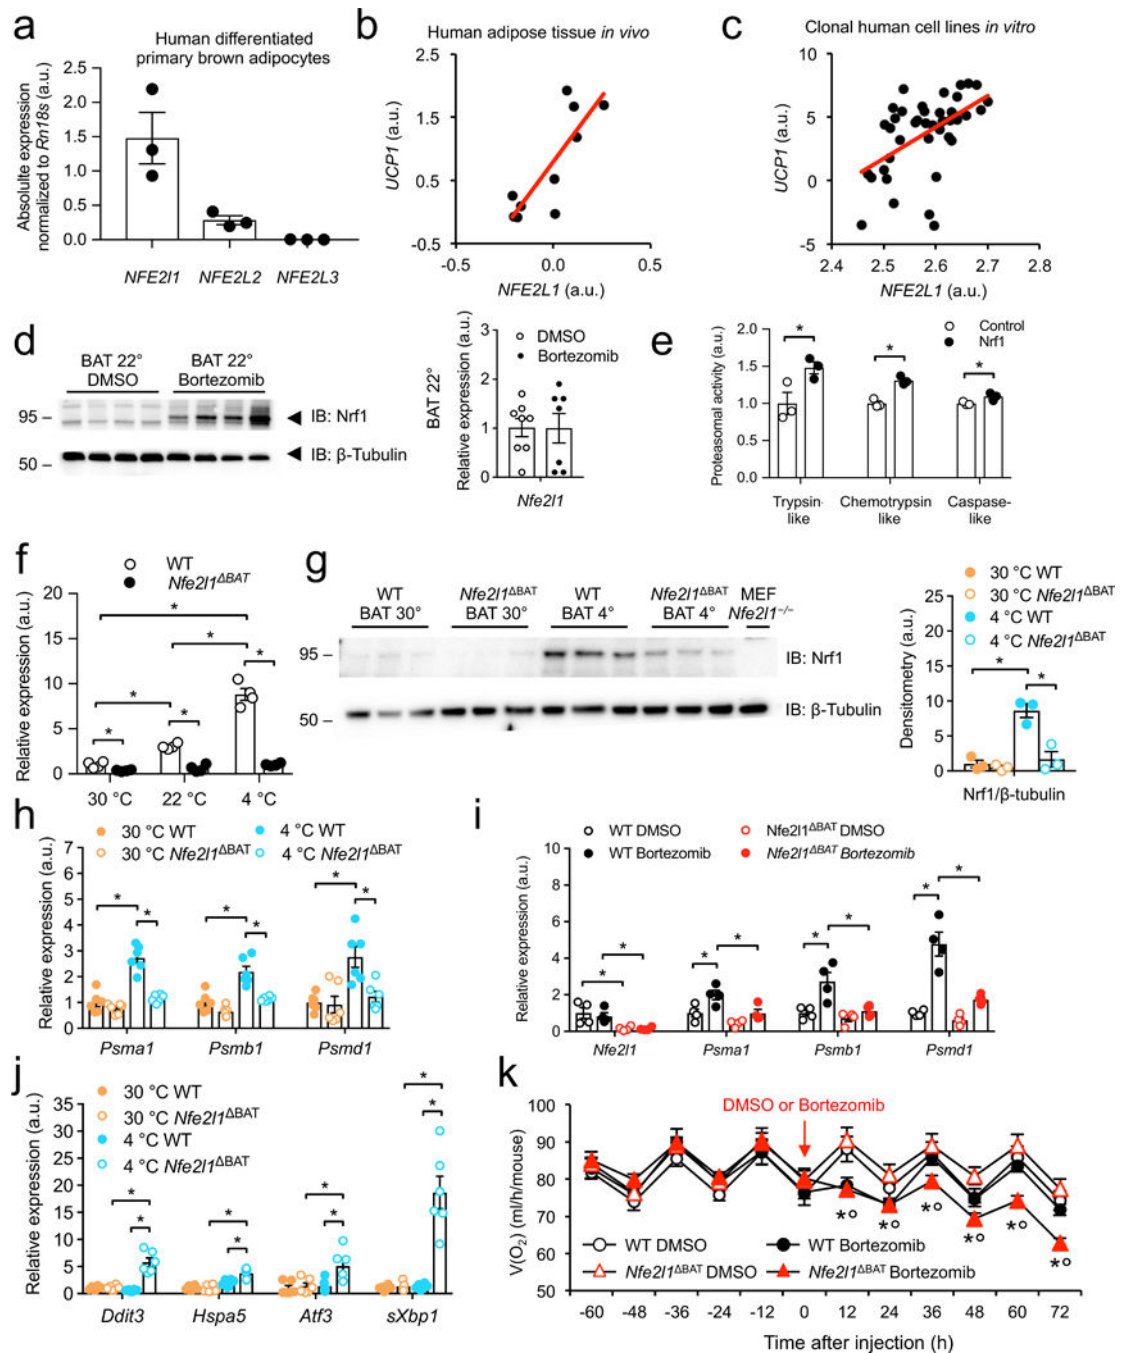 a
Human differentiated
primary brown adipocytes
Absolulte expression
normalized to Rn18s (a.u.)
2.5
2.0
1.5
1.0
0.5
0.0
NFE2l1
NFE2L2
NFE2L3
b
Human adipose tissue in vivo
UCP1 (a.u.)
2.5
1.5
0.5
-0.5
-0.5
0.0
0.5
NFE2L1 (a.u.)
c
Clonal human cell lines in vitro
UCP1 (a.u.)
10
5
0
-5
2.4
2.5
2.6
2.7
2.8
NFE2L1 (a.u.)
d
BAT 22°
DMSO
BAT 22°
Bortezomib
95
50
IB: Nrf1
IB: β-Tubulin
BAT 22°
Relative expression (a.u.)
3
2
1
0
DMSO
Bortezomib
Nfe2l1
e
Proteasomal activity (a.u.)
2.0
1.5
1.0
0.5
0.0
Control
Nrf1
*
*
*
Trypsin-
like
Chemotrypsin
like
Caspase-
like
f
WT
Nfe2l1ΔBAT
Relative expression (a.u.)
20
15
10
5
0
*
*
*
*
*
*
30 °C
22 °C
4 °C
g
WT
BAT 30°
Nfe2l1ΔBAT
BAT 30°
WT
BAT 4°
Nfe2l1ΔBAT
BAT 4°
MEF
Nfe2l1−/−
95
50
IB: Nrf1
IB: β-Tubulin
30 °C WT
30 °C Nfe2l1ΔBAT
4 °C WT
4 °C Nfe2l1ΔBAT
Densitometry (a.u.)
25
20
15
10
5
0
*
*
Nrf1/β-tubulin
h
30 °C WT
4 °C WT
30 °C Nfe2l1ΔBAT
4 °C Nfe2l1ΔBAT
Relative expression (a.u.)
7
6
5
4
3
2
1
0
*
*
*
*
*
*
Psma1
Psmb1
Psmd1
i
WT DMSO
Nfe2l1ΔBAT DMSO
WT Bortezomib
Nfe2l1ΔBAT Bortezomib
Relative expression (a.u.)
10
8
6
4
2
0
*
*
*
*
*
*
*
*
Nfe2l1
Psma1
Psmb1
Psmd1
j
30 °C WT
30 °C Nfe2l1ΔBAT
4 °C WT
4 °C Nfe2l1ΔBAT
Relative expression (a.u.)
35
30
25
20
15
10
5
0
*
*
*
*
*
*
*
*
Ddit3
Hspa5
Atf3
sXbp1
k
DMSO or Bortezomib
V(O2) (ml/h/mouse)
100
90
80
70
60
50
*°
*°
*°
*°
*°
*°
WT DMSO
WT Bortezomib
Nfe2l1ΔBAT DMSO
Nfe2l1ΔBAT Bortezomib
-60
-48
-36
-24
-12
0
12
24
36
48
60
72
Time after injection (h)